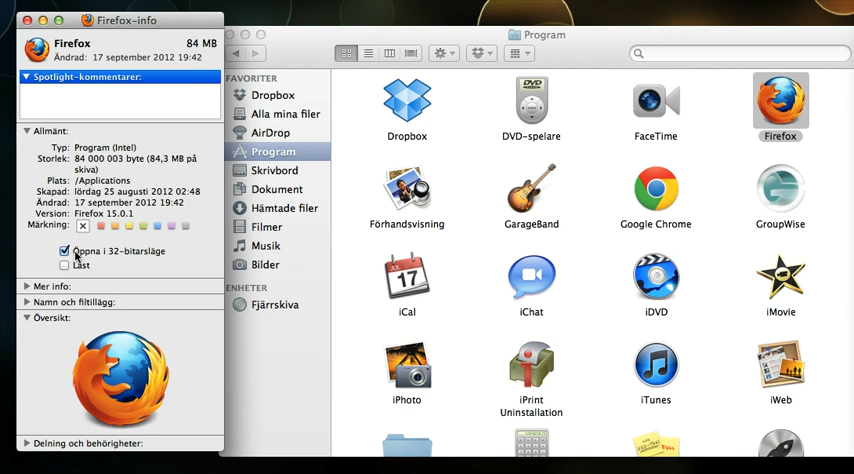 Firefox-info
Firefox 84 MB
Ändrad: 17 september 2012 19:42
Spotlight-kommentarer:
Allmänt:
Typ: Program (Intel)
Storlek: 84 000 003 byte (84,3 MB på
skiva)
Plats: /Applications
Skapad: lördag 25 augusti 2012 02:48
Ändrad: 17 september 2012 19:42
Version: Firefox 15.0.1
Märkning:
Öppna i 32-bitarsläge
Låst
Mer info:
Namn och filtillägg:
Översikt:
Delning och behörigheter:
Program
FAVORITER
Dropbox
Alla mina filer
AirDrop
Program
Skrivbord
Dokument
Hämtade filer
Filmer
Musik
Bilder
ENHETER
Fjärrskiva
Dropbox
DVD-spelare
FaceTime
Firefox
Förhandsvisning
GarageBand
Google Chrome
GroupWise
JUL
17
iCal
iChat
iDVD
iMovie
iPhoto
iPrint
Uninstallation
iTunes
iWeb